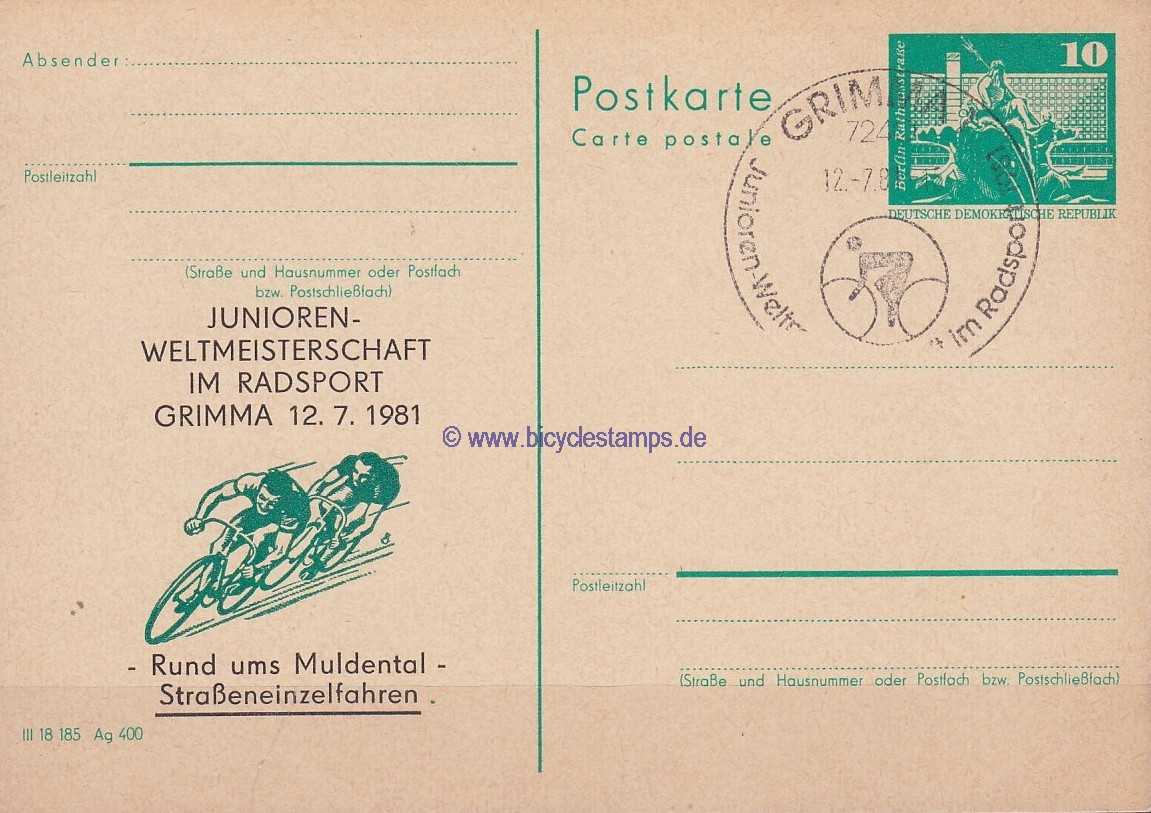 Absender:
Postleitzahl
(Straße und Hausnummer oder Postfach
bzw. Postschließfach)
JUNIOREN-
WELTMEISTERSCHAFT
IM RADSPORT
GRIMMA 12. 7. 1981
- Rund ums Muldental -
Straßeneinzelfahren.
III 18 185 Ag 400
Postkarte
Carte postale
10
Berlin-Rathausstraße
DEUTSCHE DEMOKRATISCHE REPUBLIK
GRIMMA
724
12.-7.8
Junioren-Welt
im Radsport
© www.bicyclestamps.de
Postleitzahl
(Straße und Hausnummer oder Postfach bzw. Postschließfach)